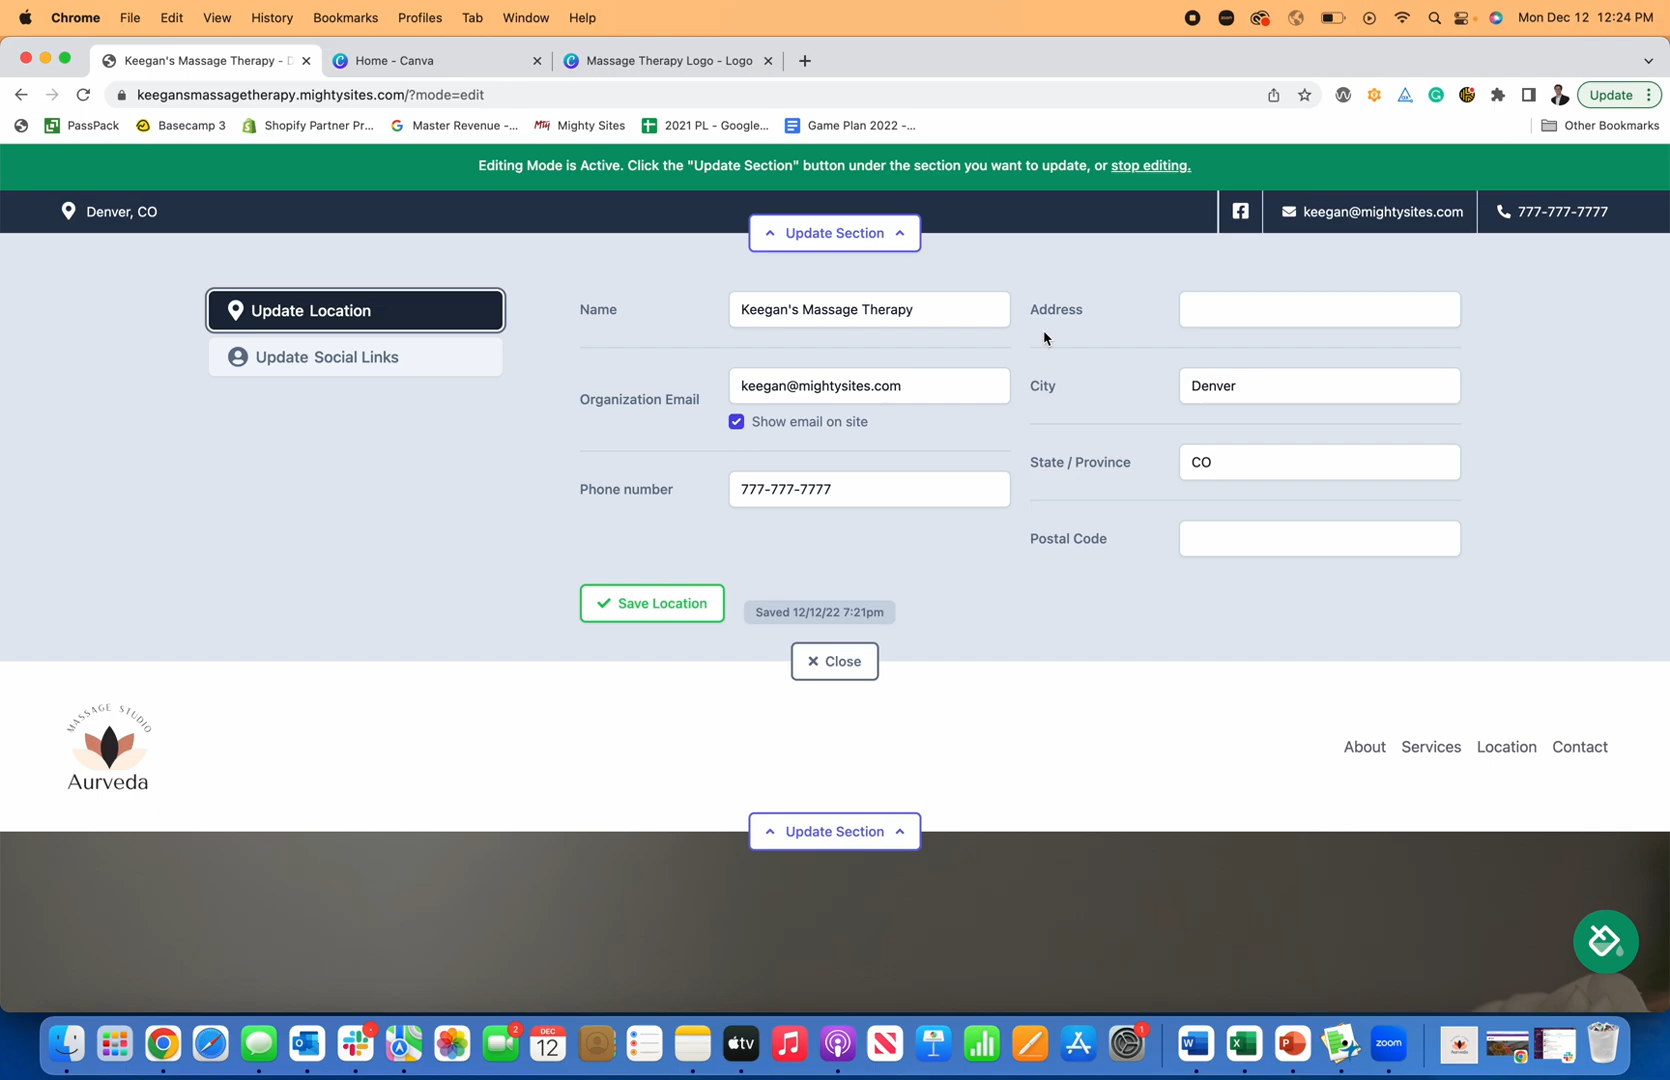 Chrome File Edit View History Bookmarks Profiles Tab Window Help Mon Dec 12 12:24 PM
Keegan's Massage Therapy - D Home - Canva Massage Therapy Logo - Logo
keegansmassagetherapy.mightysites.com/?mode=edit Update
PassPack Basecamp 3 Shopify Partner Pr... Master Revenue -... Mighty Sites 2021 PL - Google... Game Plan 2022 -... Other Bookmarks
Editing Mode is Active. Click the "Update Section" button under the section you want to update, or stop editing.
Denver, CO keegan@mightysites.com 777-777-7777
Update Section
Update Location
Update Social Links
Name Keegan's Massage Therapy
Organization Email keegan@mightysites.com
Show email on site
Phone number 777-777-7777
Address
City Denver
State / Province CO
Postal Code
Save Location Saved 12/12/22 7:21pm
Close
MASSAGE STUDIO
Aurveda
About Services Location Contact
Update Section
2 DEC 12 tv 1 W X P zoom